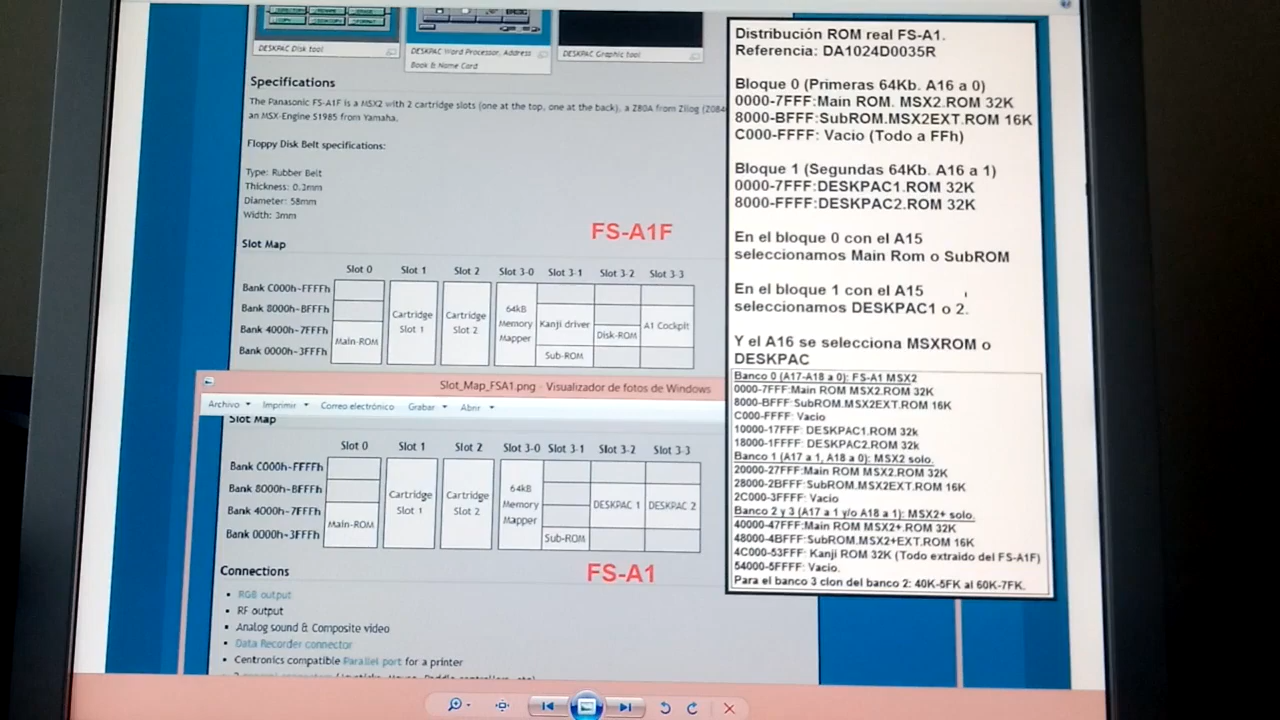 DESKPAC Disk tool
DESKPAC Word Processor, Address
Book & Name Card
DESKPAC Graphic tool
Specifications
The Panasonic FS-A1F is a MSX2 with 2 cartridge slots (one at the top, one at the back), a Z80A from Zilog
an MSX-Engine S1985 from Yamaha.
Floppy Disk Belt specifications:
Type: Rubber Belt
Thickness: 0.3mm
Diameter: 58mm
Width: 3mm
FS-A1F
Slot Map
Slot 0 Slot 1 Slot 2 Slot 3-0 Slot 3-1 Slot 3-2 Slot 3-3
Bank C000h~FFFFh
Bank 8000h~BFFFh
Bank 4000h~7FFFh
Bank 0000h~3FFFh
Main-ROM
Cartridge
Slot 1
Cartridge
Slot 2
64kB
Memory
Mapper
Kanji driver
Sub-ROM
Disk-ROM
A1 Cockpit
Slot_Map_FSA1.png - Visualizador de fotos de Windows
Archivo Imprimir Correo electrónico Grabar Abrir
Slot Map
Slot 0 Slot 1 Slot 2 Slot 3-0 Slot 3-1 Slot 3-2 Slot 3-3
Bank C000h~FFFFh
Bank 8000h~BFFFh
Bank 4000h~7FFFh
Bank 0000h~3FFFh
Main-ROM
Cartridge
Slot 1
Cartridge
Slot 2
64kB
Memory
Mapper
Sub-ROM
DESKPAC 1
DESKPAC 2
FS-A1
Connections
RGB output
RF output
Analog sound & Composite video
Data Recorder connector
Centronics compatible Parallel port for a printer
Distribución ROM real FS-A1.
Referencia: DA1024D0035R
Bloque 0 (Primeras 64Kb. A16 a 0)
0000-7FFF:Main ROM. MSX2.ROM 32K
8000-BFFF:SubROM.MSX2EXT.ROM 16K
C000-FFFF: Vacio (Todo a FFh)
Bloque 1 (Segundas 64Kb. A16 a 1)
0000-7FFF:DESKPAC1.ROM 32K
8000-FFFF:DESKPAC2.ROM 32K
En el bloque 0 con el A15
seleccionamos Main Rom o SubROM
En el bloque 1 con el A15
seleccionamos DESKPAC1 o 2.
Y el A16 se selecciona MSXROM o
DESKPAC
Banco 0 (A17-A18 a 0): FS-A1 MSX2
0000-7FFF:Main ROM MSX2.ROM 32K
8000-BFFF:SubROM.MSX2EXT.ROM 16K
C000-FFFF: Vacio
10000-17FFF: DESKPAC1.ROM 32k
18000-1FFFF: DESKPAC2.ROM 32k
Banco 1 (A17 a 1, A18 a 0): MSX2 solo.
20000-27FFF:Main ROM MSX2.ROM 32K
28000-2BFFF:SubROM.MSX2EXT.ROM 16K
2C000-3FFFF: Vacio
Banco 2 y 3 (A17 a 1 y/o A18 a 1): MSX2+ solo.
40000-47FFF:Main ROM MSX2+.ROM 32K
48000-4BFFF:SubROM.MSX2+EXT.ROM 16K
4C000-53FFF: Kanji ROM 32K (Todo extraido del FS-A1F)
54000-5FFFF: Vacio.
Para el banco 3 clon del banco 2: 40K-5FK al 60K-7FK.